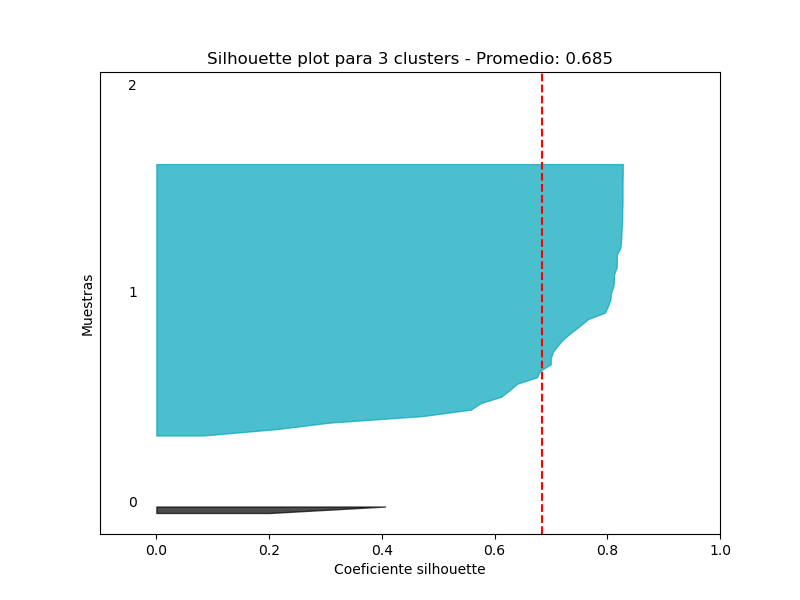 Silhouette plot para 3 clusters - Promedio: 0.685
2
1
0
Muestras
0.0 0.2 0.4 0.6 0.8 1.0
Coeficiente silhouette